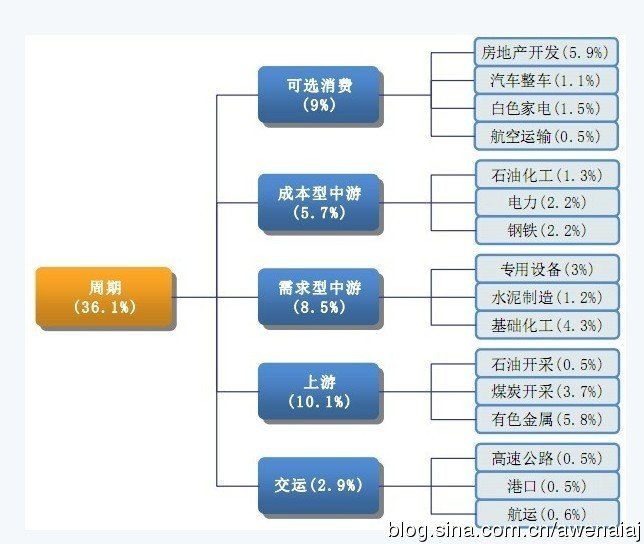 周期
(36.1%)
可选消费
(9%)
房地产开发(5.9%)
汽车整车(1.1%)
白色家电(1.5%)
航空运输(0.5%)
成本型中游
(5.7%)
石油化工(1.3%)
电力(2.2%)
钢铁(2.2%)
需求型中游
(8.5%)
专用设备(3%)
水泥制造(1.2%)
基础化工(4.3%)
上游
(10.1%)
石油开采(0.5%)
煤炭开采(3.7%)
有色金属(5.8%)
交运(2.9%)
高速公路(0.5%)
港口(0.5%)
航运(0.6%)
blog.sina.com.cn/awenaiaj